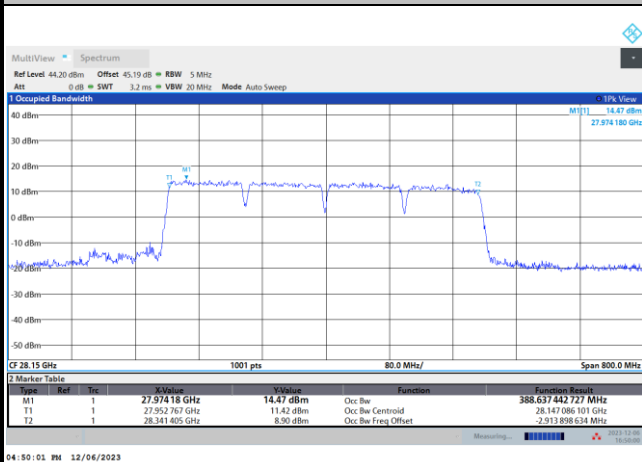 MultiView Spectrum
Ref Level 44.20 dBm Offset 45.19 dB RBW 5 MHz
Att 0 dB SWT 3.2 ms VBW 20 MHz Mode Auto Sweep
1 Occupied Bandwidth 1Pk View
M1[1] 14.47 dBm
27.974 180 GHz
40 dBm
30 dBm
20 dBm
M1
T1
T2
10 dBm
0 dBm
-10 dBm
-20 dBm
-30 dBm
-40 dBm
-50 dBm
CF 28.15 GHz 1001 pts 80.0 MHz/ Span 800.0 MHz
2 Marker Table
Type Ref Trc X-Value Y-Value Function Function Result
M1 1 27.974 18 GHz 14.47 dBm Occ Bw 388.637 442 727 MHz
T1 1 27.952 767 GHz 11.42 dBm Occ Bw Centroid 28.147 086 101 GHz
T2 1 28.341 405 GHz 8.90 dBm Occ Bw Freq Offset -2.913 898 634 MHz
Measuring... 2023-12-06
16:50:00
04:50:01 PM 12/06/2023